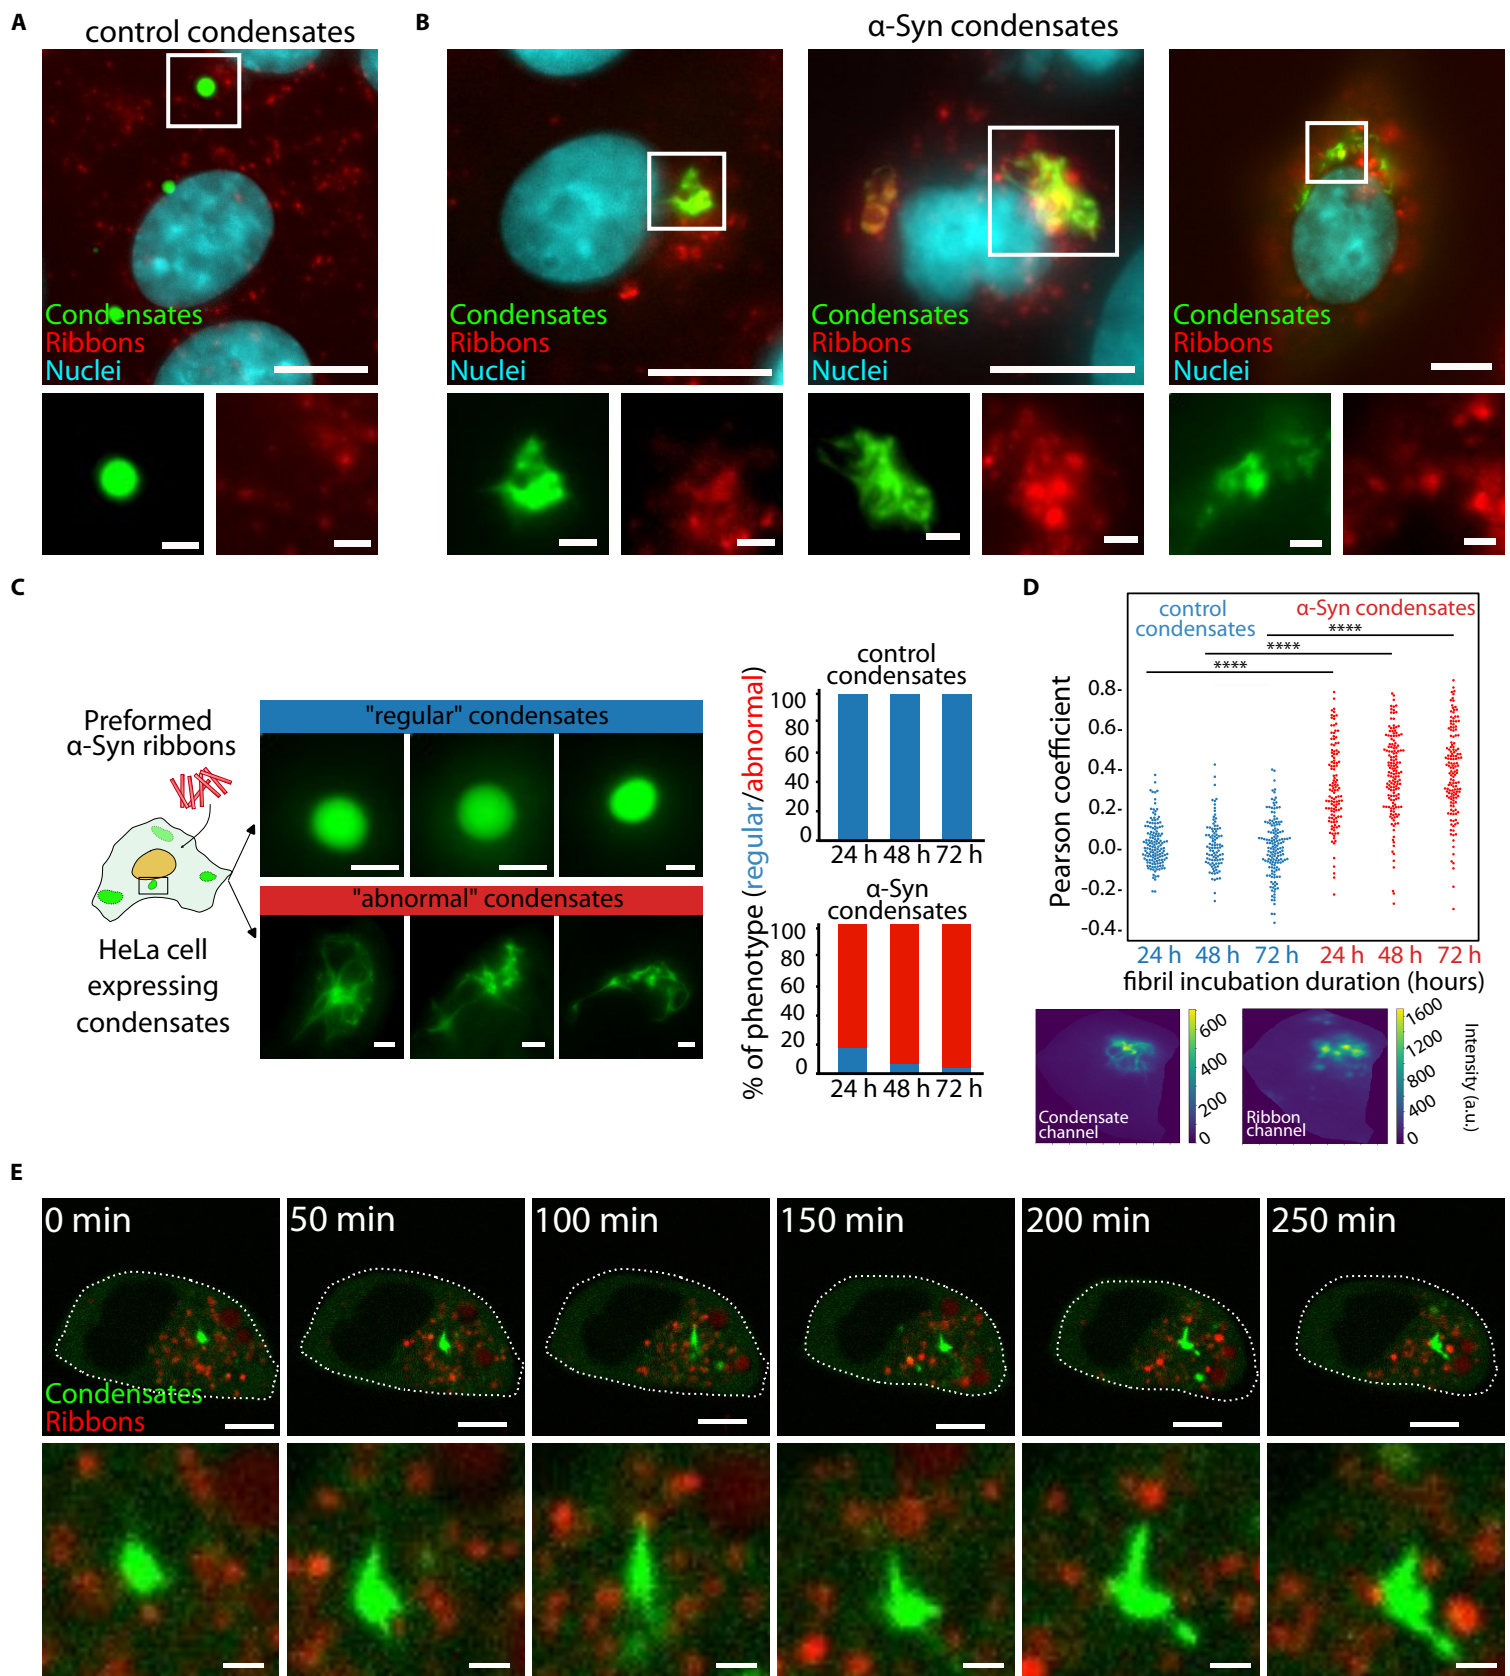 A
control condensates
B
α-Syn condensates
Condensates
Ribbons
Nuclei
Condensates
Ribbons
Nuclei
Condensates
Ribbons
Nuclei
Condensates
Ribbons
Nuclei
C
Preformed
α-Syn ribbons
HeLa cell
expressing
condensates
"regular" condensates
"abnormal" condensates
% of phenotype (regular/abnormal)
control
condensates
100
80
60
40
20
0
24 h 48 h 72 h
α-Syn
condensates
100
80
60
40
20
0
24 h 48 h 72 h
D
control
condensates
α-Syn condensates
****
****
****
Pearson coefficient
0.8-
0.6-
0.4-
0.2-
0.0-
-0.2-
-0.4-
24 h 48 h 72 h 24 h 48 h 72 h
fibril incubation duration (hours)
Condensate
channel
600
400
200
0
Ribbon
channel
1600
1200
800
400
0
Intensity (a.u.)
E
0 min
50 min
100 min
150 min
200 min
250 min
Condensates
Ribbons